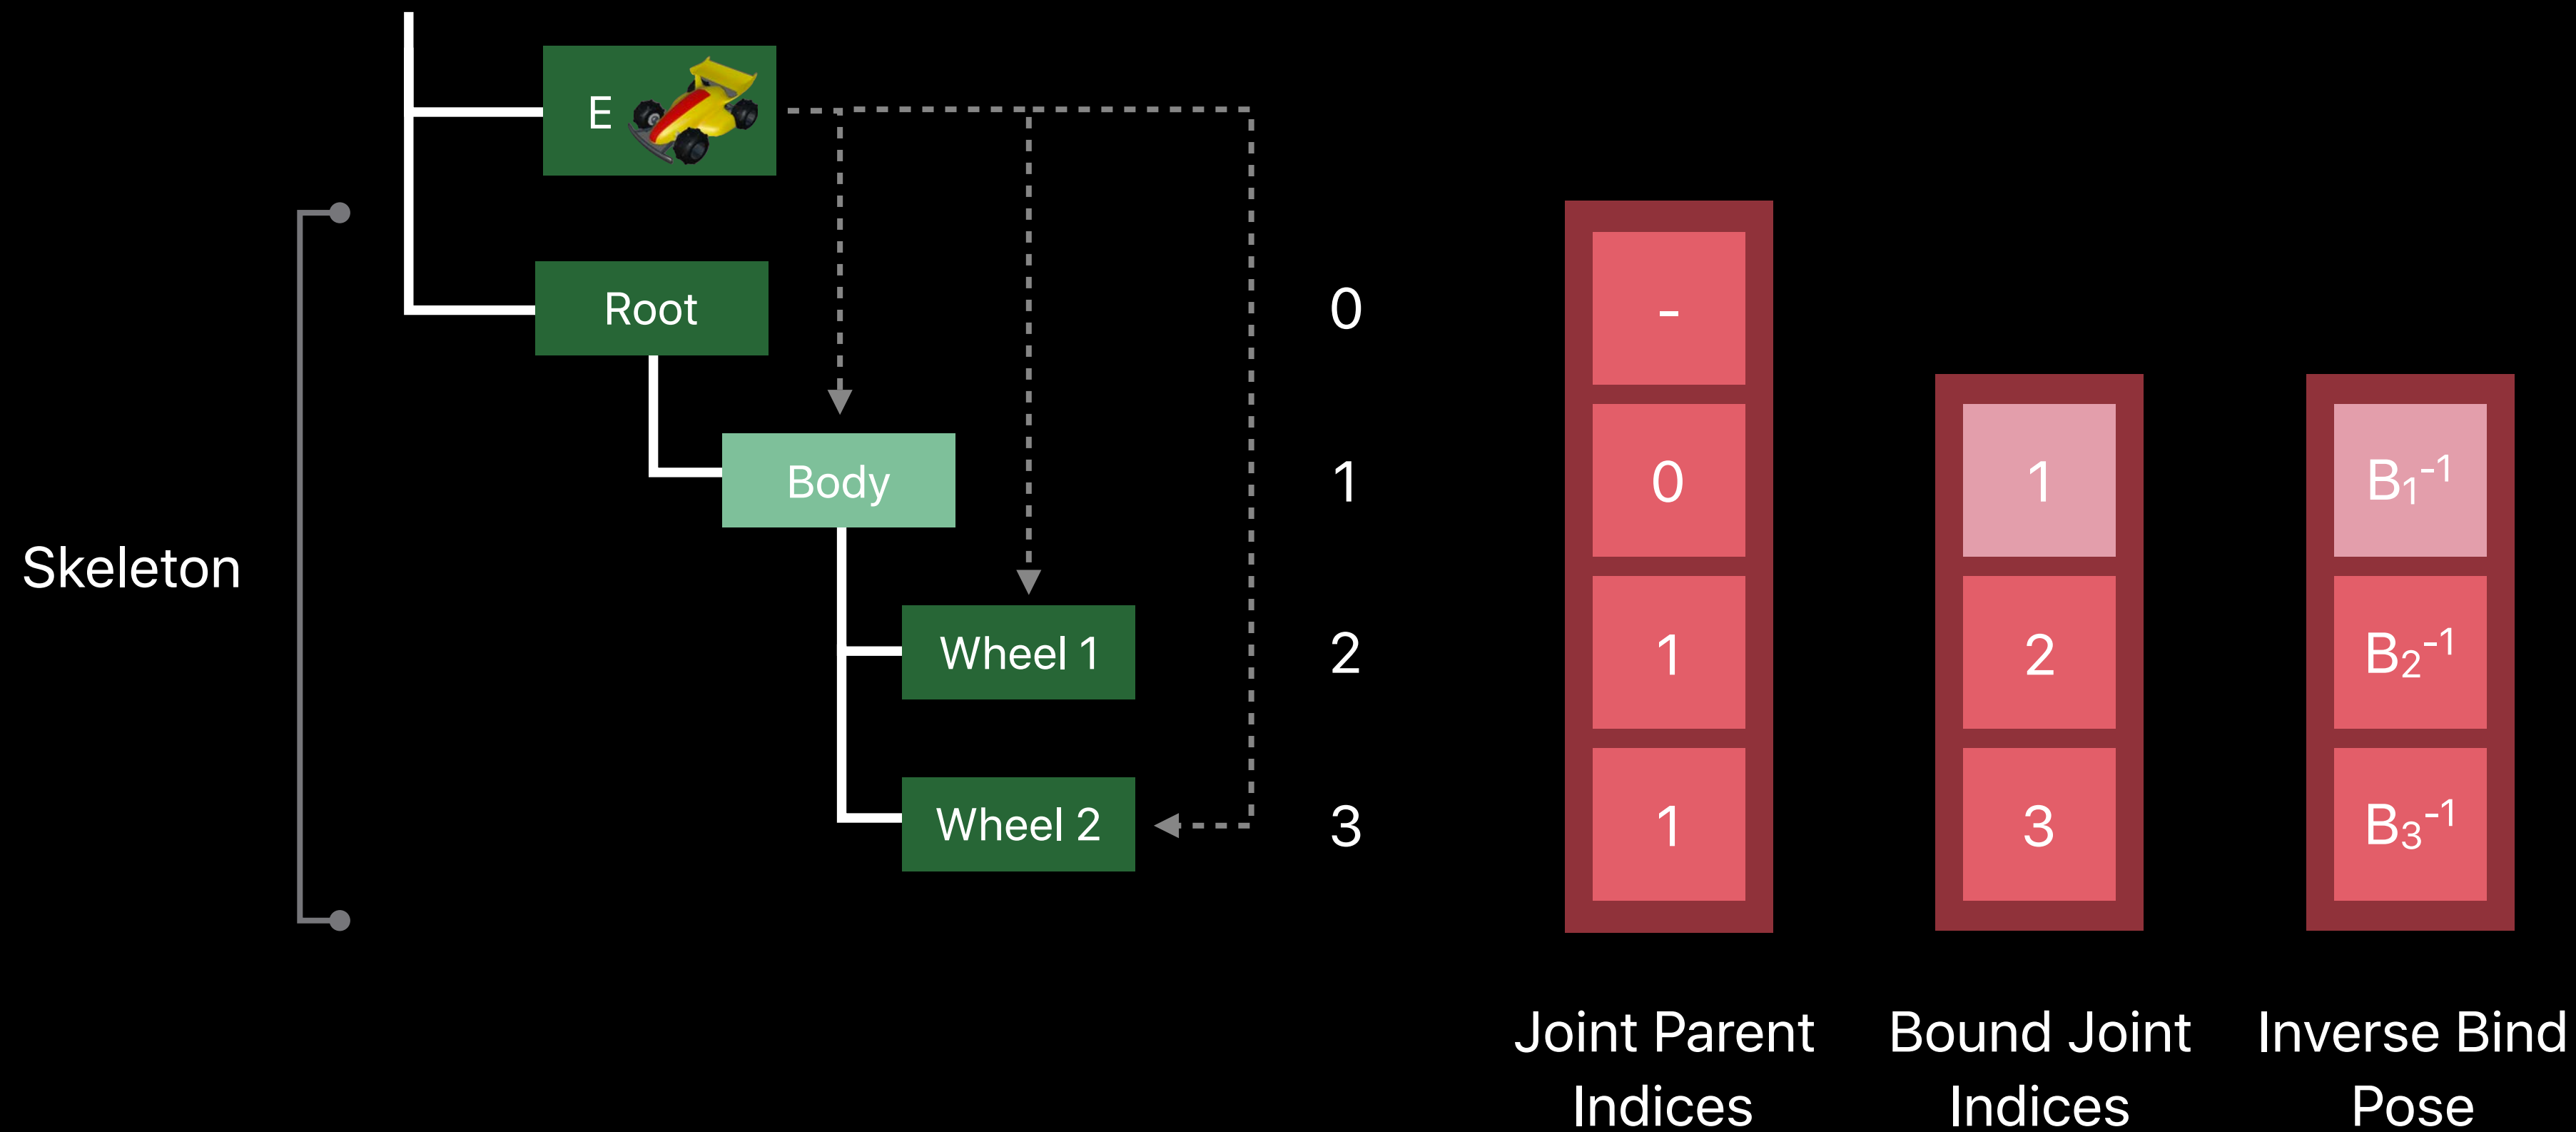 E
Root
0
-
Body
1
0
1
B₁⁻¹
Skeleton
Wheel 1
2
1
2
B₂⁻¹
Wheel 2
3
1
3
B₃⁻¹
Joint Parent
Indices
Bound Joint
Indices
Inverse Bind
Pose